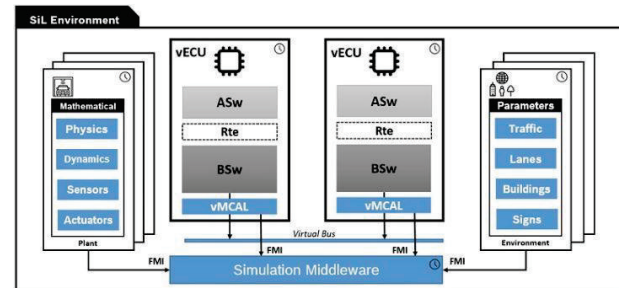 SiL Environment
Mathematical
Physics
Dynamics
Sensors
Actuators
Plant
FMI
vECU
ASw
Rte
BSw
vMCAL
FMI
vECU
ASw
Rte
BSw
vMCAL
FMI
Virtual Bus
Simulation Middleware
Parameters
Traffic
Lanes
Buildings
Signs
Environment
FMI